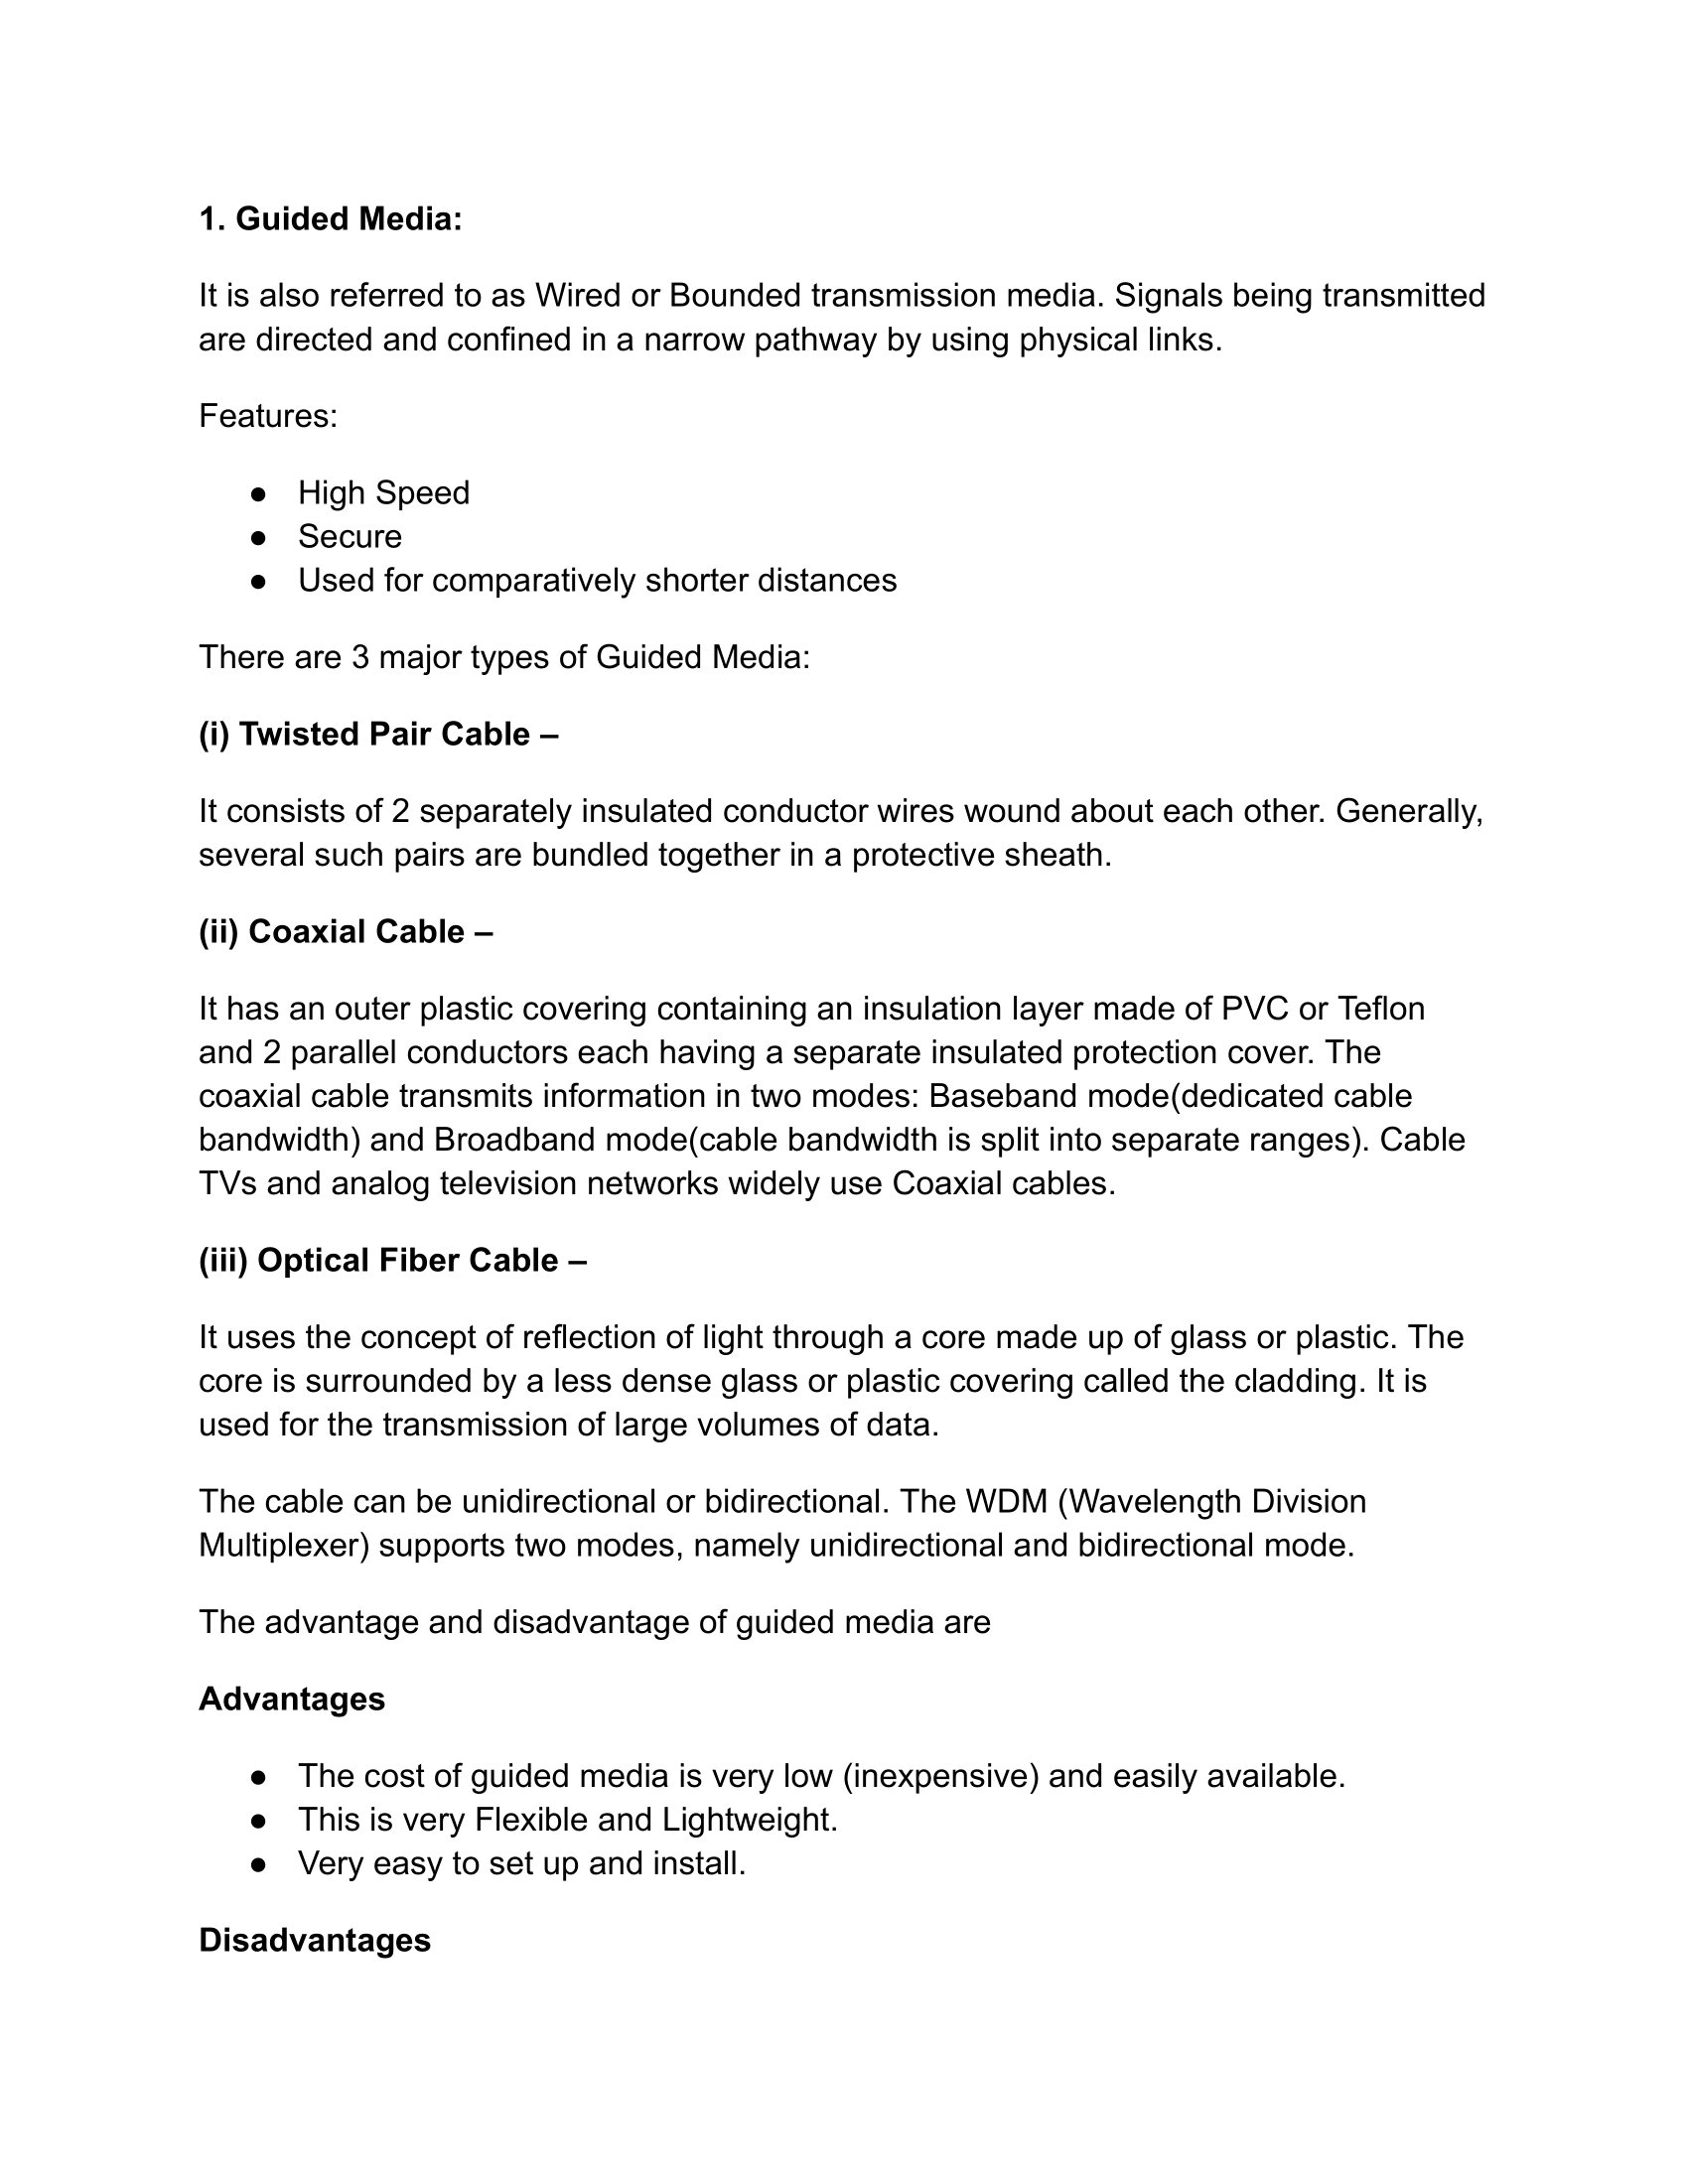 1. Guided Media:
It is also referred to as Wired or Bounded transmission media. Signals being transmitted
are directed and confined in a narrow pathway by using physical links.
Features:
● High Speed
● Secure
● Used for comparatively shorter distances
There are 3 major types of Guided Media:
(i) Twisted Pair Cable –
It consists of 2 separately insulated conductor wires wound about each other. Generally,
several such pairs are bundled together in a protective sheath.
(ii) Coaxial Cable –
It has an outer plastic covering containing an insulation layer made of PVC or Teflon
and 2 parallel conductors each having a separate insulated protection cover. The
coaxial cable transmits information in two modes: Baseband mode(dedicated cable
bandwidth) and Broadband mode(cable bandwidth is split into separate ranges). Cable
TVs and analog television networks widely use Coaxial cables.
(iii) Optical Fiber Cable –
It uses the concept of reflection of light through a core made up of glass or plastic. The
core is surrounded by a less dense glass or plastic covering called the cladding. It is
used for the transmission of large volumes of data.
The cable can be unidirectional or bidirectional. The WDM (Wavelength Division
Multiplexer) supports two modes, namely unidirectional and bidirectional mode.
The advantage and disadvantage of guided media are
Advantages
● The cost of guided media is very low (inexpensive) and easily available.
● This is very Flexible and Lightweight.
● Very easy to set up and install.
Disadvantages